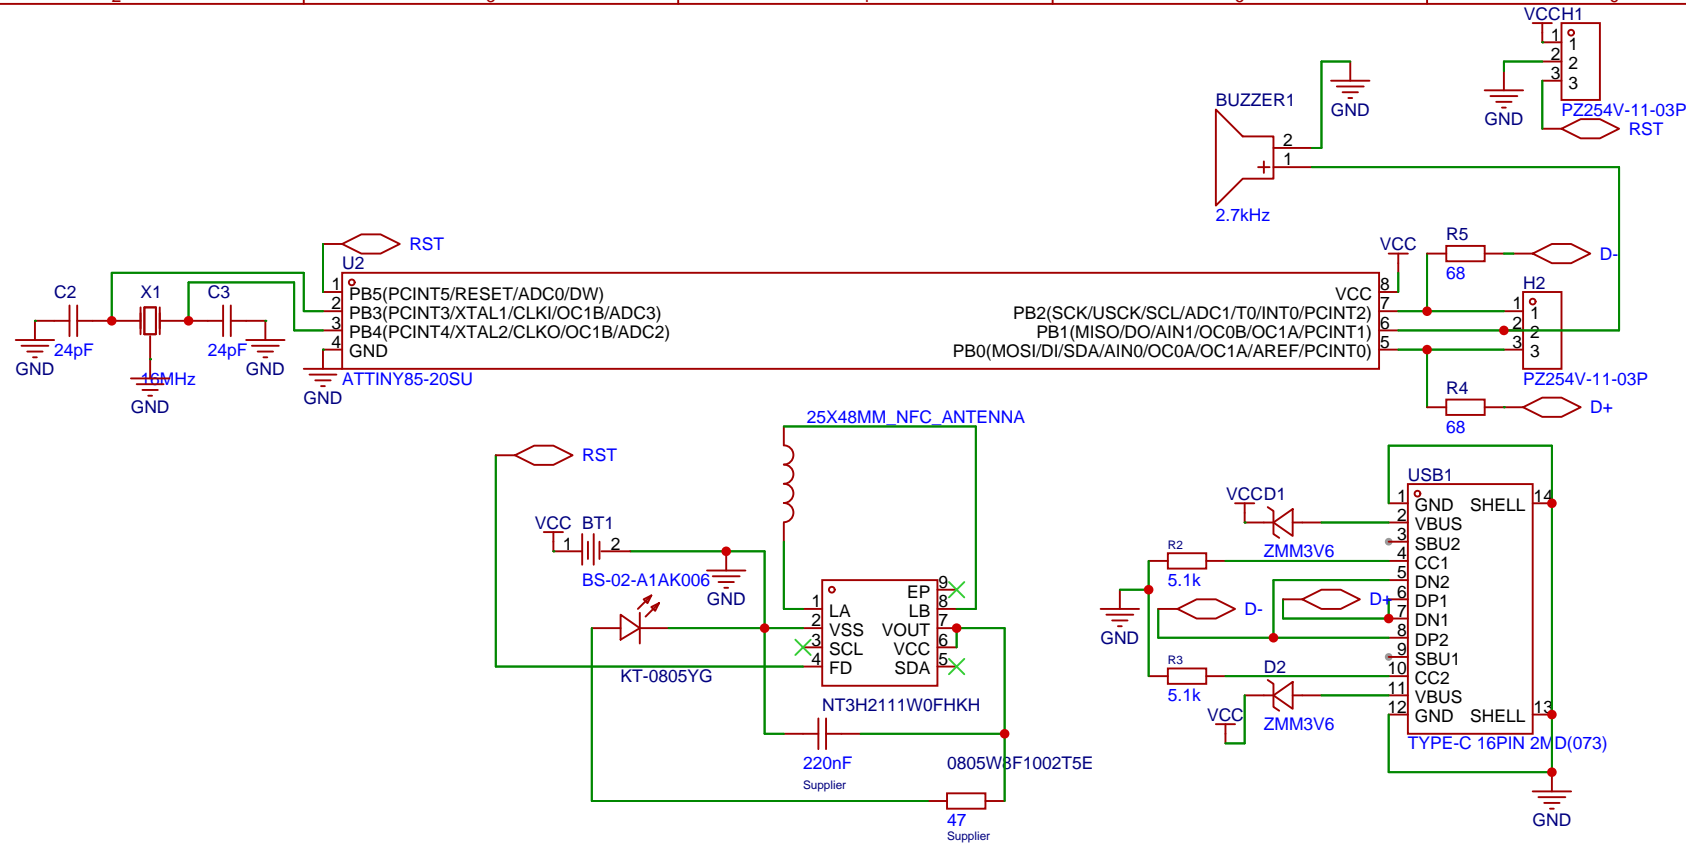 VCCH1
1
2
3
1
2
3
PZ254V-11-03P
RST
GND
GND
BUZZER1
2
1
2.7kHz
RST
U2
1
2
3
4
PB5(PCINT5/RESET/ADC0/DW)
PB3(PCINT3/XTAL1/CLKI/OC1B/ADC3)
PB4(PCINT4/XTAL2/CLKO/OC1B/ADC2)
GND
VCC
PB2(SCK/USCK/SCL/ADC1/T0/INT0/PCINT2)
PB1(MISO/DO/AIN1/OC0B/OC1A/PCINT1)
PB0(MOSI/DI/SDA/AIN0/OC0A/OC1A/AREF/PCINT0)
8
7
6
5
ATTINY85-20SU
GND
C2
X1
C3
24pF
24pF
GND
GND
16MHz
GND
VCC
R5
68
D-
H2
1
2
3
1
2
3
PZ254V-11-03P
R4
68
D+
25X48MM_NFC_ANTENNA
RST
VCC
BT1
1
2
BS-02-A1AK006
GND
KT-0805YG
1
2
3
4
LA
VSS
SCL
FD
EP
LB
VOUT
VCC
SDA
9
8
7
6
5
NT3H2111W0FHKH
220nF
Supplier
0805W8F1002T5E
47
Supplier
USB1
VCCD1
ZMM3V6
R2
5.1k
GND
D-
D+
R3
5.1k
D2
VCC
ZMM3V6
1
2
3
4
5
6
7
8
9
10
11
12
GND
VBUS
SBU2
CC1
DN2
DP1
DN1
DP2
SBU1
CC2
VBUS
GND
SHELL
14
SHELL
13
TYPE-C 16PIN 2MD(073)
GND